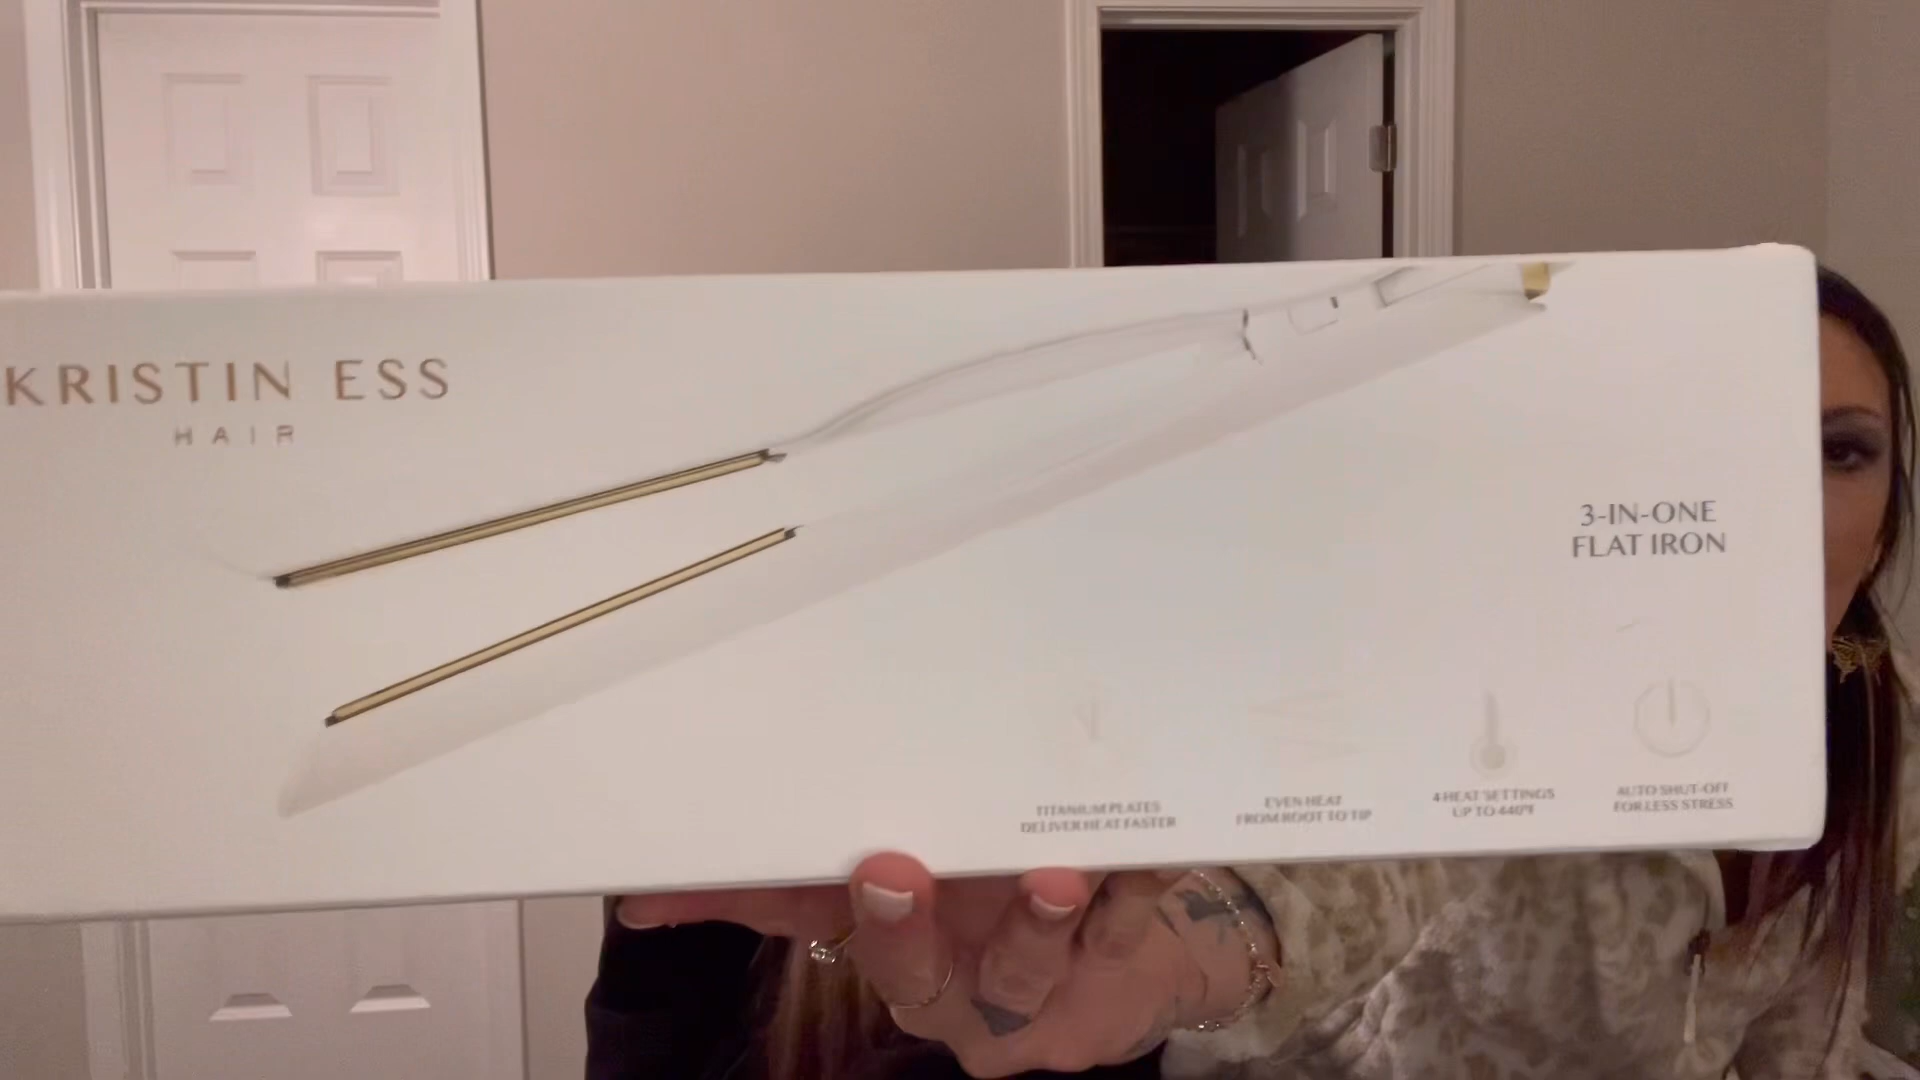 KRISTIN ESS
HAIR
3-IN-ONE
FLAT IRON
TITANIUM PLATES
DELIVER HEAT FASTER
EVEN HEAT
FROM ROOT TO TIP
4 HEAT SETTINGS
UP TO 440°F
AUTO SHUT-OFF
FOR LESS STRESS